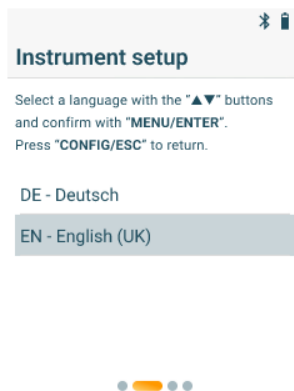 Instrument setup
Select a language with the "▲▼" buttons
and confirm with "MENU/ENTER".
Press "CONFIG/ESC" to return.
DE - Deutsch
EN - English (UK)